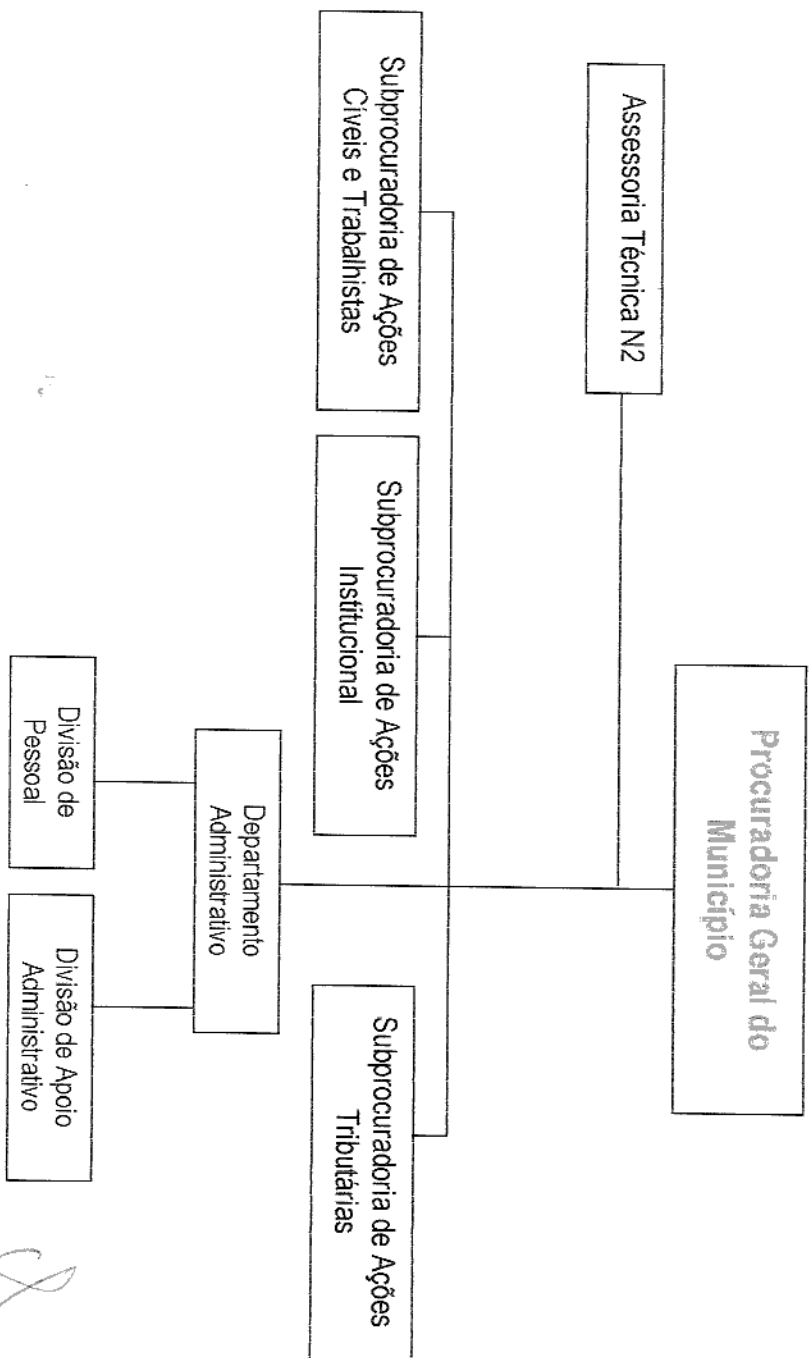 Procuradoria Geral do
Município
Assessoria Técnica N2
Subprocuradoria de Ações
Cíveis e Trabalhistas
Subprocuradoria de Ações
Institucional
Subprocuradoria de Ações
Tributárias
Departamento
Administrativo
Divisão de
Pessoal
Divisão de Apoio
Administrativo